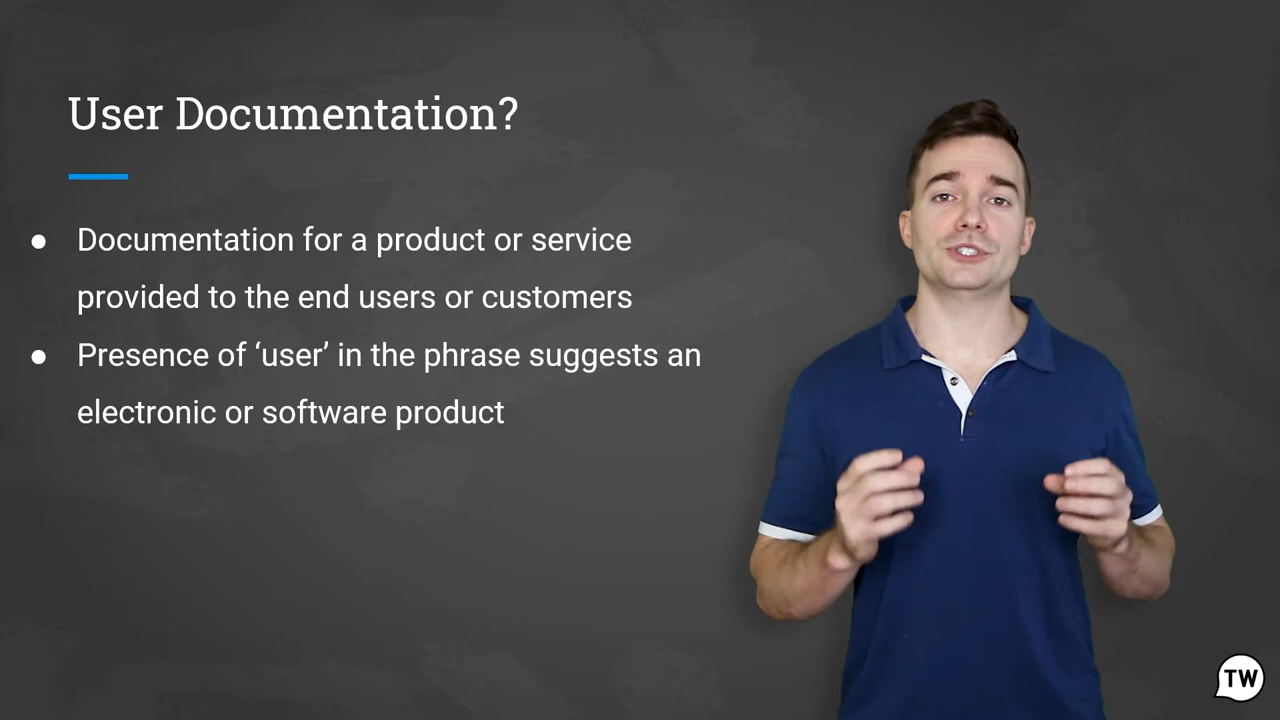 User Documentation?
● Documentation for a product or service
provided to the end users or customers
● Presence of ‘user’ in the phrase suggests an
electronic or software product
TW